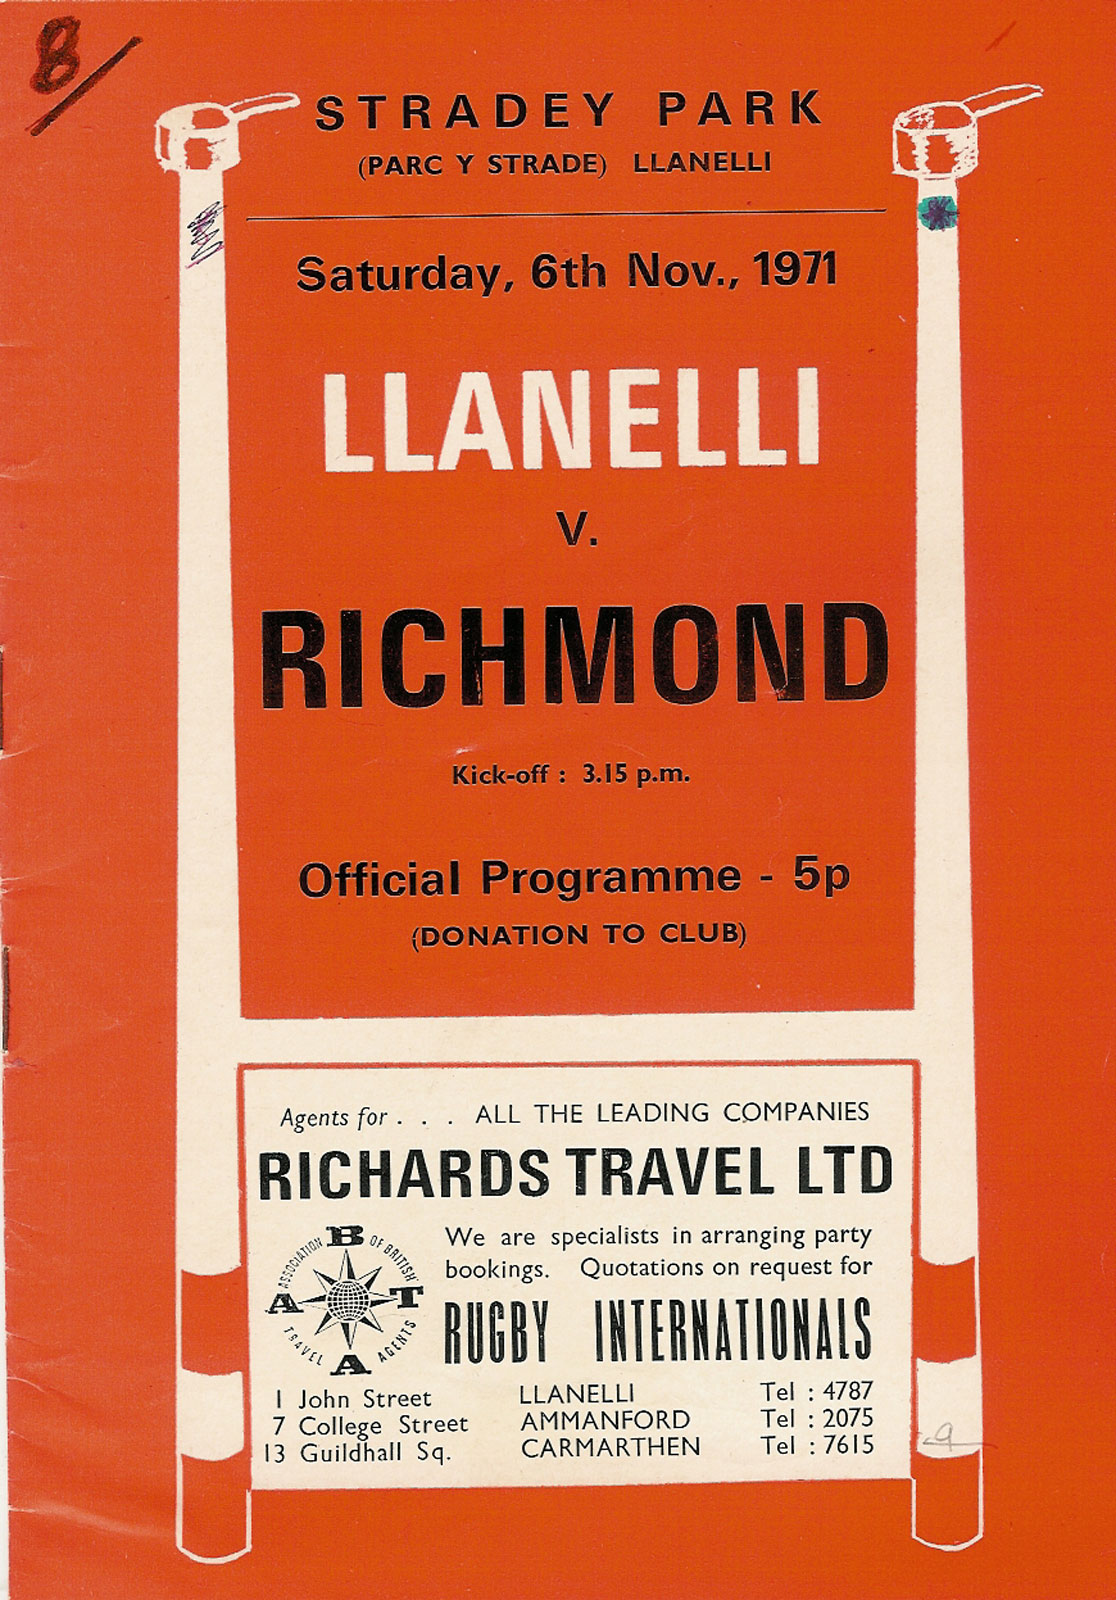 8/
STRADEY PARK
(PARC Y STRADE) LLANELLI
Saturday, 6th Nov., 1971
LLANELLI
V.
RICHMOND
Kick-off : 3.15 p.m.
Official Programme - 5p
(DONATION TO CLUB)
Agents for . . . ALL THE LEADING COMPANIES
RICHARDS TRAVEL LTD
ASSOCIATION OF BRITISH TRAVEL AGENTS
A B T A
We are specialists in arranging party
bookings. Quotations on request for
RUGBY INTERNATIONALS
1 John Street LLANELLI Tel : 4787
7 College Street AMMANFORD Tel : 2075
13 Guildhall Sq. CARMARTHEN Tel : 7615